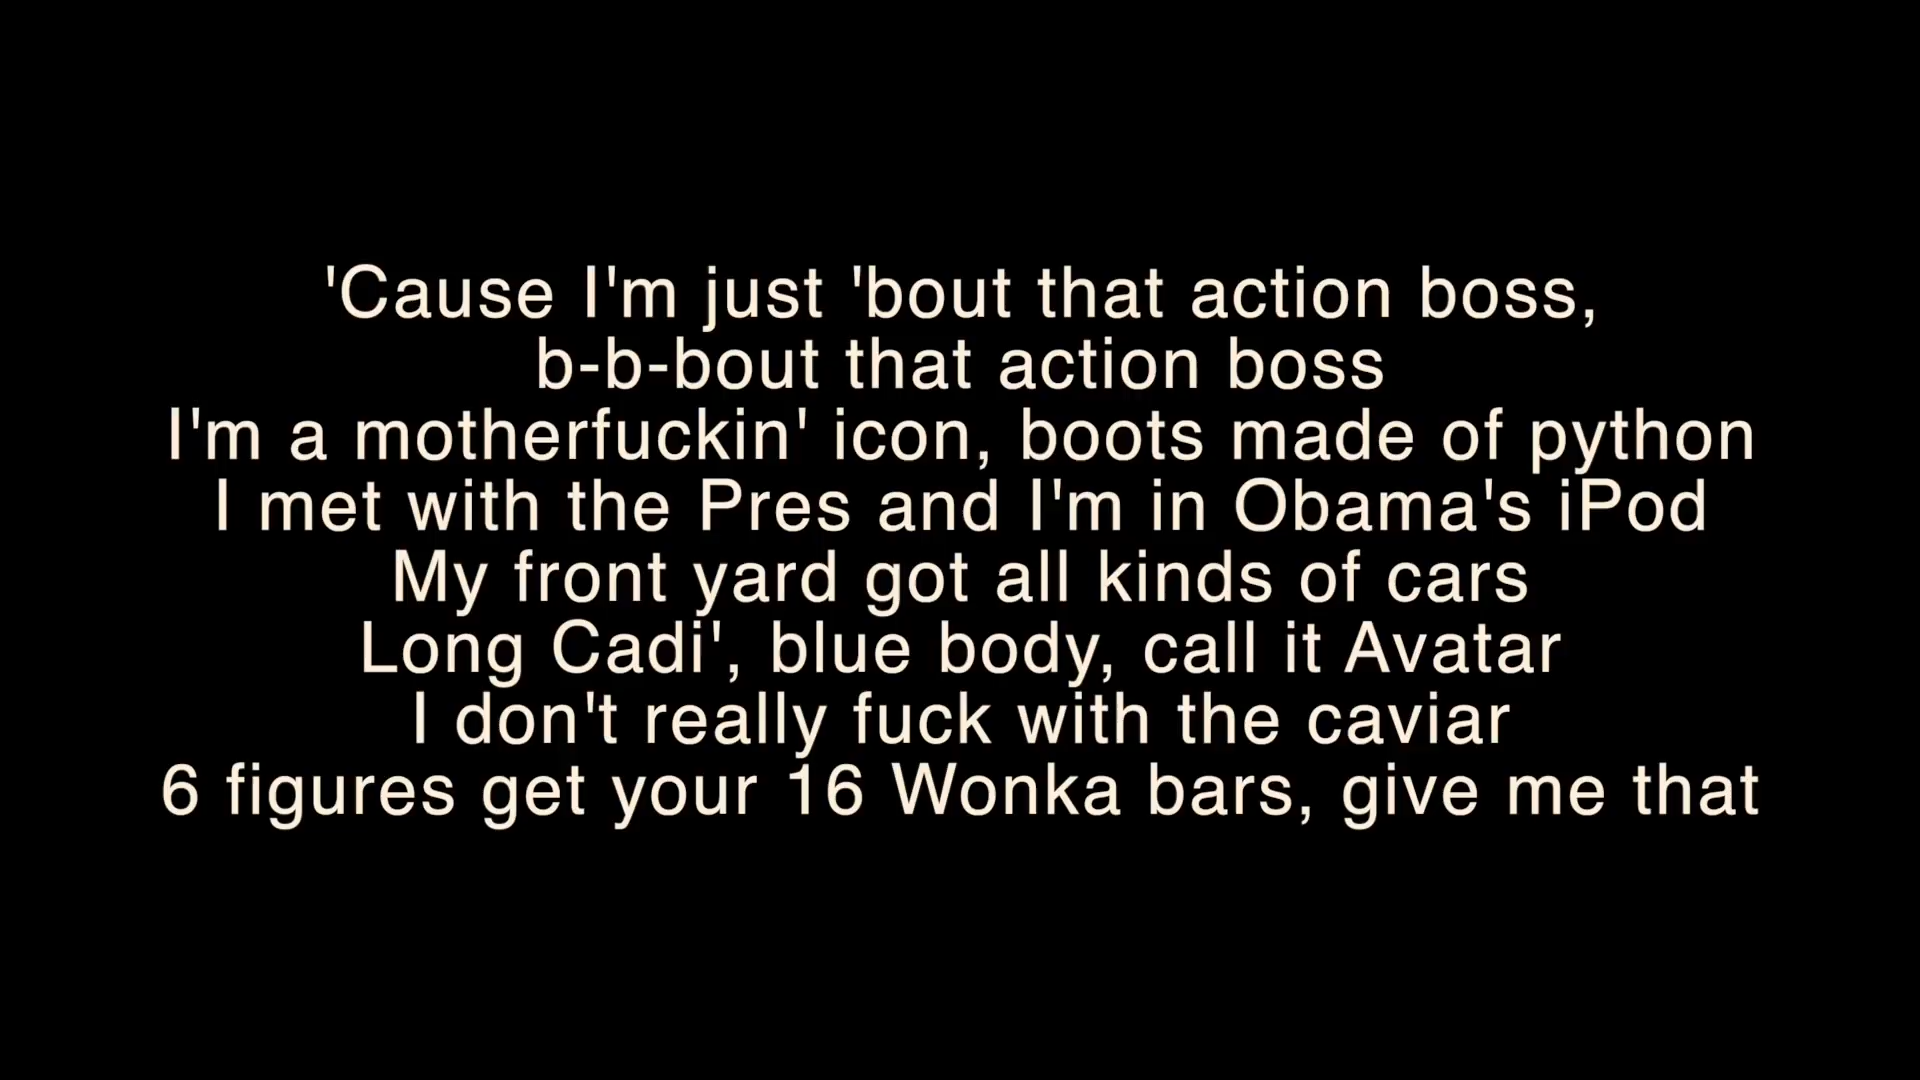 'Cause I'm just 'bout that action boss,
b-b-bout that action boss
I'm a motherfuckin' icon, boots made of python
I met with the Pres and I'm in Obama's iPod
My front yard got all kinds of cars
Long Cadi', blue body, call it Avatar
I don't really fuck with the caviar
6 figures get your 16 Wonka bars, give me that